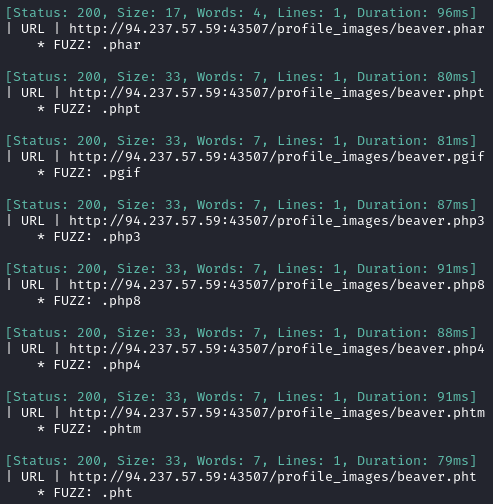 [Status: 200, Size: 17, Words: 4, Lines: 1, Duration: 96ms]
| URL | http://94.237.57.59:43507/profile_images/beaver.phar
* FUZZ: .phar
[Status: 200, Size: 33, Words: 7, Lines: 1, Duration: 80ms]
| URL | http://94.237.57.59:43507/profile_images/beaver.phpt
* FUZZ: .phpt
[Status: 200, Size: 33, Words: 7, Lines: 1, Duration: 81ms]
| URL | http://94.237.57.59:43507/profile_images/beaver.pgif
* FUZZ: .pgif
[Status: 200, Size: 33, Words: 7, Lines: 1, Duration: 87ms]
| URL | http://94.237.57.59:43507/profile_images/beaver.php3
* FUZZ: .php3
[Status: 200, Size: 33, Words: 7, Lines: 1, Duration: 91ms]
| URL | http://94.237.57.59:43507/profile_images/beaver.php8
* FUZZ: .php8
[Status: 200, Size: 33, Words: 7, Lines: 1, Duration: 88ms]
| URL | http://94.237.57.59:43507/profile_images/beaver.php4
* FUZZ: .php4
[Status: 200, Size: 33, Words: 7, Lines: 1, Duration: 91ms]
| URL | http://94.237.57.59:43507/profile_images/beaver.phtm
* FUZZ: .phtm
[Status: 200, Size: 33, Words: 7, Lines: 1, Duration: 79ms]
| URL | http://94.237.57.59:43507/profile_images/beaver.pht
* FUZZ: .pht